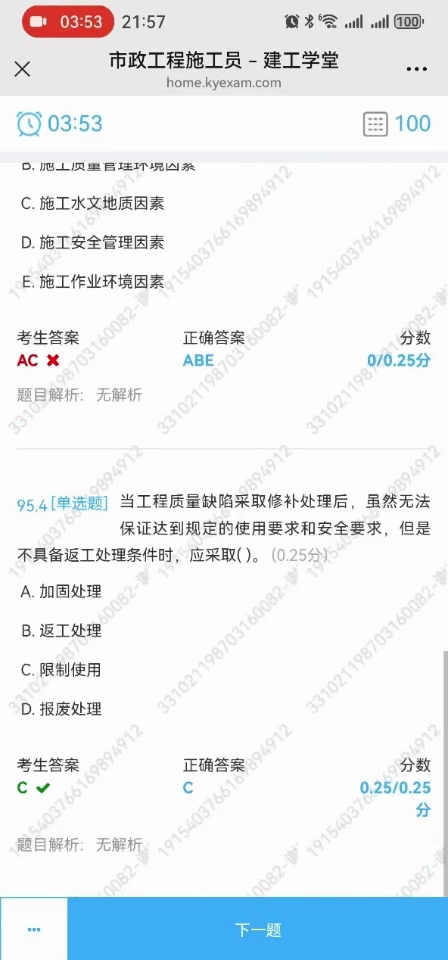 03:53 21:57 100
市政工程施工员 – 建工学堂
home.kyexam.com
03:53 100
B. 施工质量管理环境因素
C. 施工水文地质因素
D. 施工安全管理因素
E. 施工作业环境因素
考生答案 正确答案 分数
AC ABE 0/0.25分
题目解析: 无解析
95.4 [单选题] 当工程质量缺陷采取修补处理后，虽然无法
保证达到规定的使用要求和安全要求，但是
不具备返工处理条件时，应采取( )。 (0.25分)
A. 加固处理
B. 返工处理
C. 限制使用
D. 报废处理
考生答案 正确答案 分数
C C 0.25/0.25
分
题目解析: 无解析
下一题